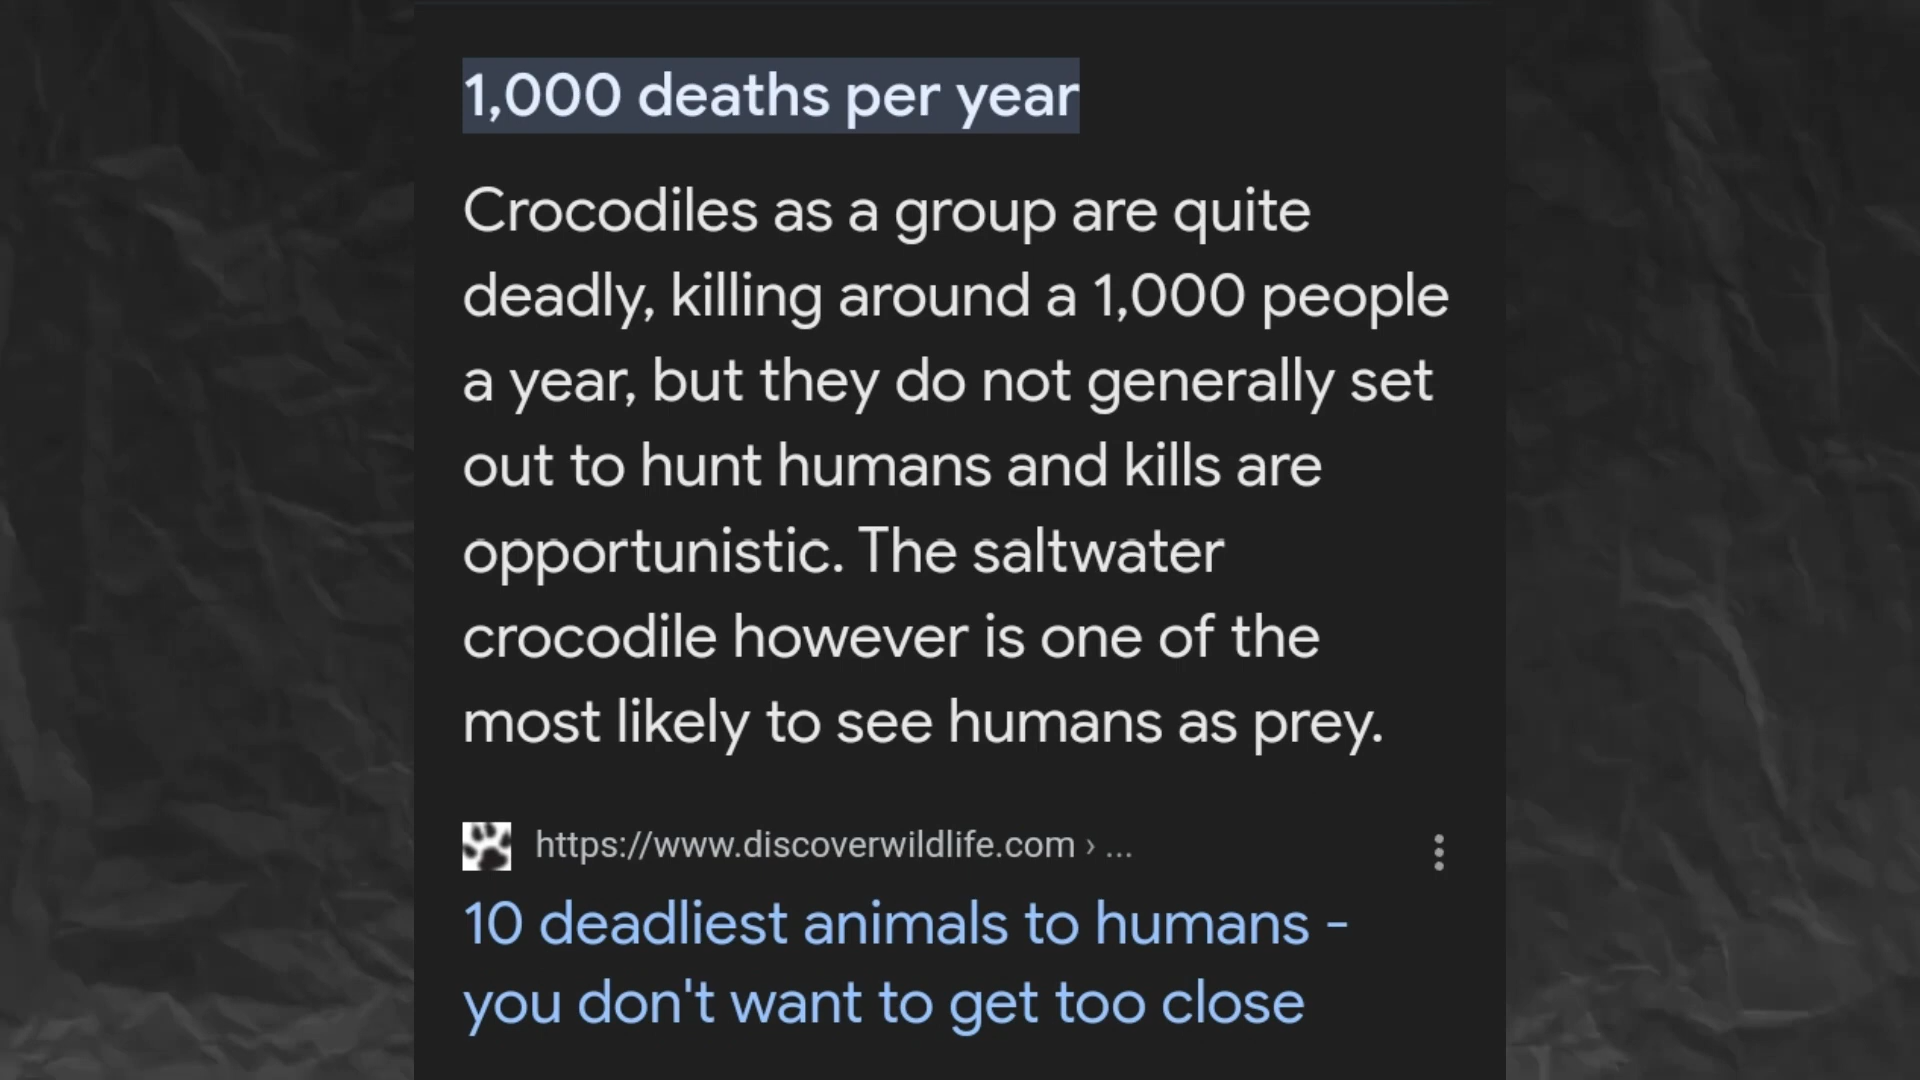 1,000 deaths per year
Crocodiles as a group are quite
deadly, killing around a 1,000 people
a year, but they do not generally set
out to hunt humans and kills are
opportunistic. The saltwater
crocodile however is one of the
most likely to see humans as prey.
https://www.discoverwildlife.com › ...
10 deadliest animals to humans -
you don't want to get too close